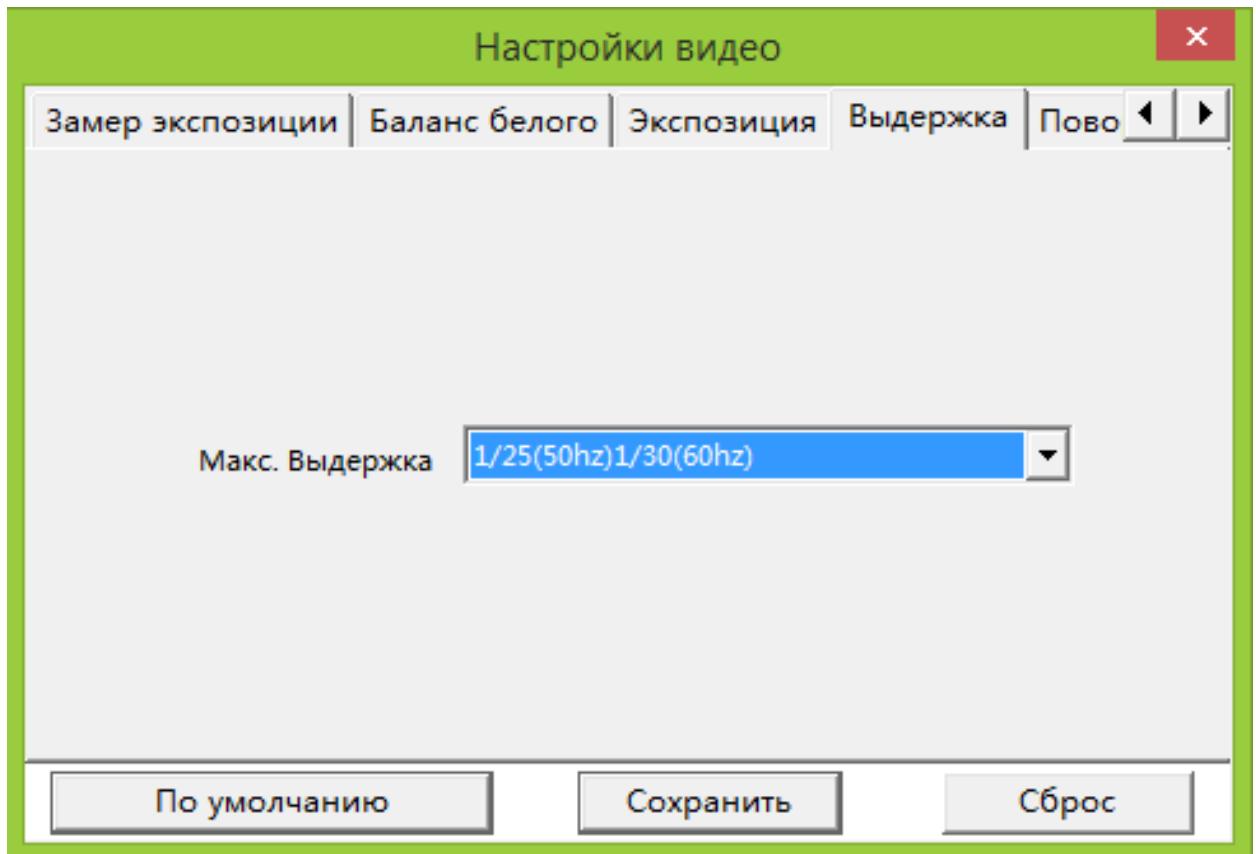 Настройки видео
Замер экспозиции Баланс белого Экспозиция Выдержка Пово
Макс. Выдержка 1/25(50hz)1/30(60hz)
По умолчанию Сохранить Сброс